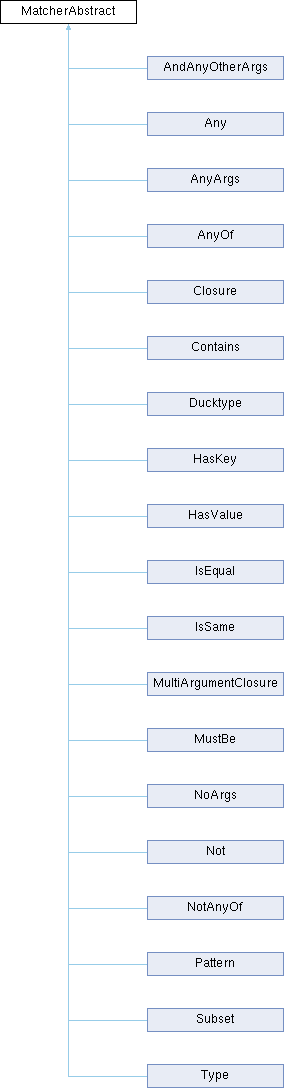 MatcherAbstract
AndAnyOtherArgs
Any
AnyArgs
AnyOf
Closure
Contains
Ducktype
HasKey
HasValue
IsEqual
IsSame
MultiArgumentClosure
MustBe
NoArgs
Not
NotAnyOf
Pattern
Subset
Type